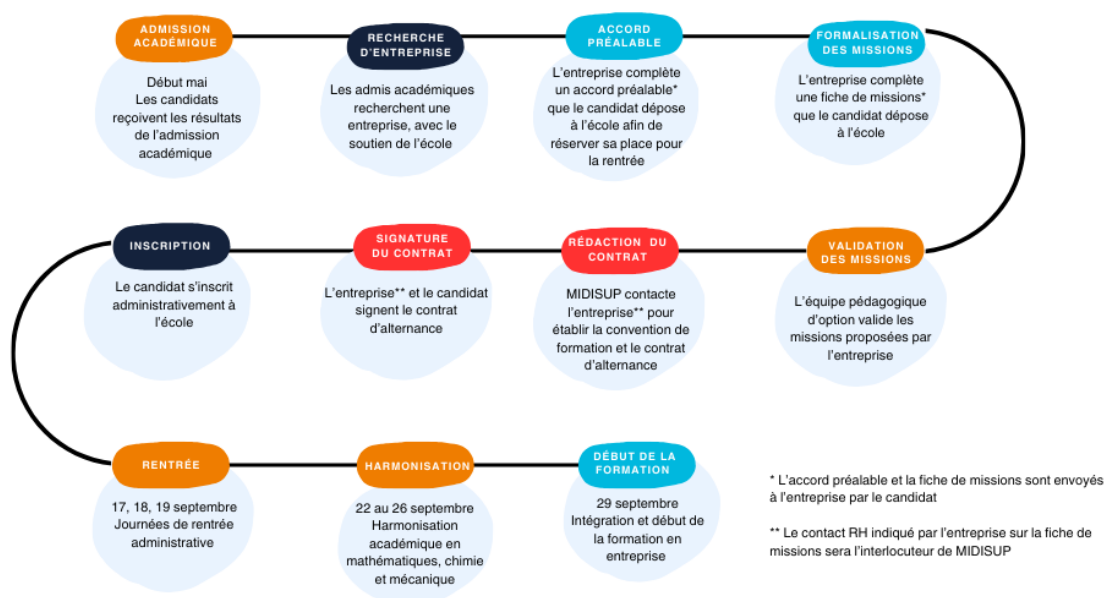 ADMISSION
ACADÉMIQUE
Début mai
Les candidats
reçoivent les résultats
de l'admission
académique
RECHERCHE
D'ENTREPRISE
Les admis académiques
recherchent une
entreprise, avec le
soutien de l'école
ACCORD
PRÉALABLE
L'entreprise complète
un accord préalable*
que le candidat dépose
à l'école afin de
réserver sa place pour
la rentrée
FORMALISATION
DES MISSIONS
L'entreprise complète
une fiche de missions*
que le candidat dépose
à l'école
VALIDATION
DES MISSIONS
L'équipe pédagogique
d'option valide les
missions proposées par
l'entreprise
RÉDACTION DU
CONTRAT
MIDISUP contacte
l'entreprise** pour
établir la convention de
formation et le contrat
d'alternance
SIGNATURE
DU CONTRAT
L'entreprise** et le candidat
signent le contrat
d'alternance
INSCRIPTION
Le candidat s'inscrit
administrativement à
l'école
RENTRÉE
17, 18, 19 septembre
Journées de rentrée
administrative
HARMONISATION
22 au 26 septembre
Harmonisation
académique en
mathématiques, chimie
et mécanique
DÉBUT DE LA
FORMATION
29 septembre
Intégration et début de
la formation en
entreprise
* L'accord préalable et la fiche de missions sont envoyés
à l'entreprise par le candidat
** Le contact RH indiqué par l'entreprise sur la fiche de
missions sera l'interlocuteur de MIDISUP